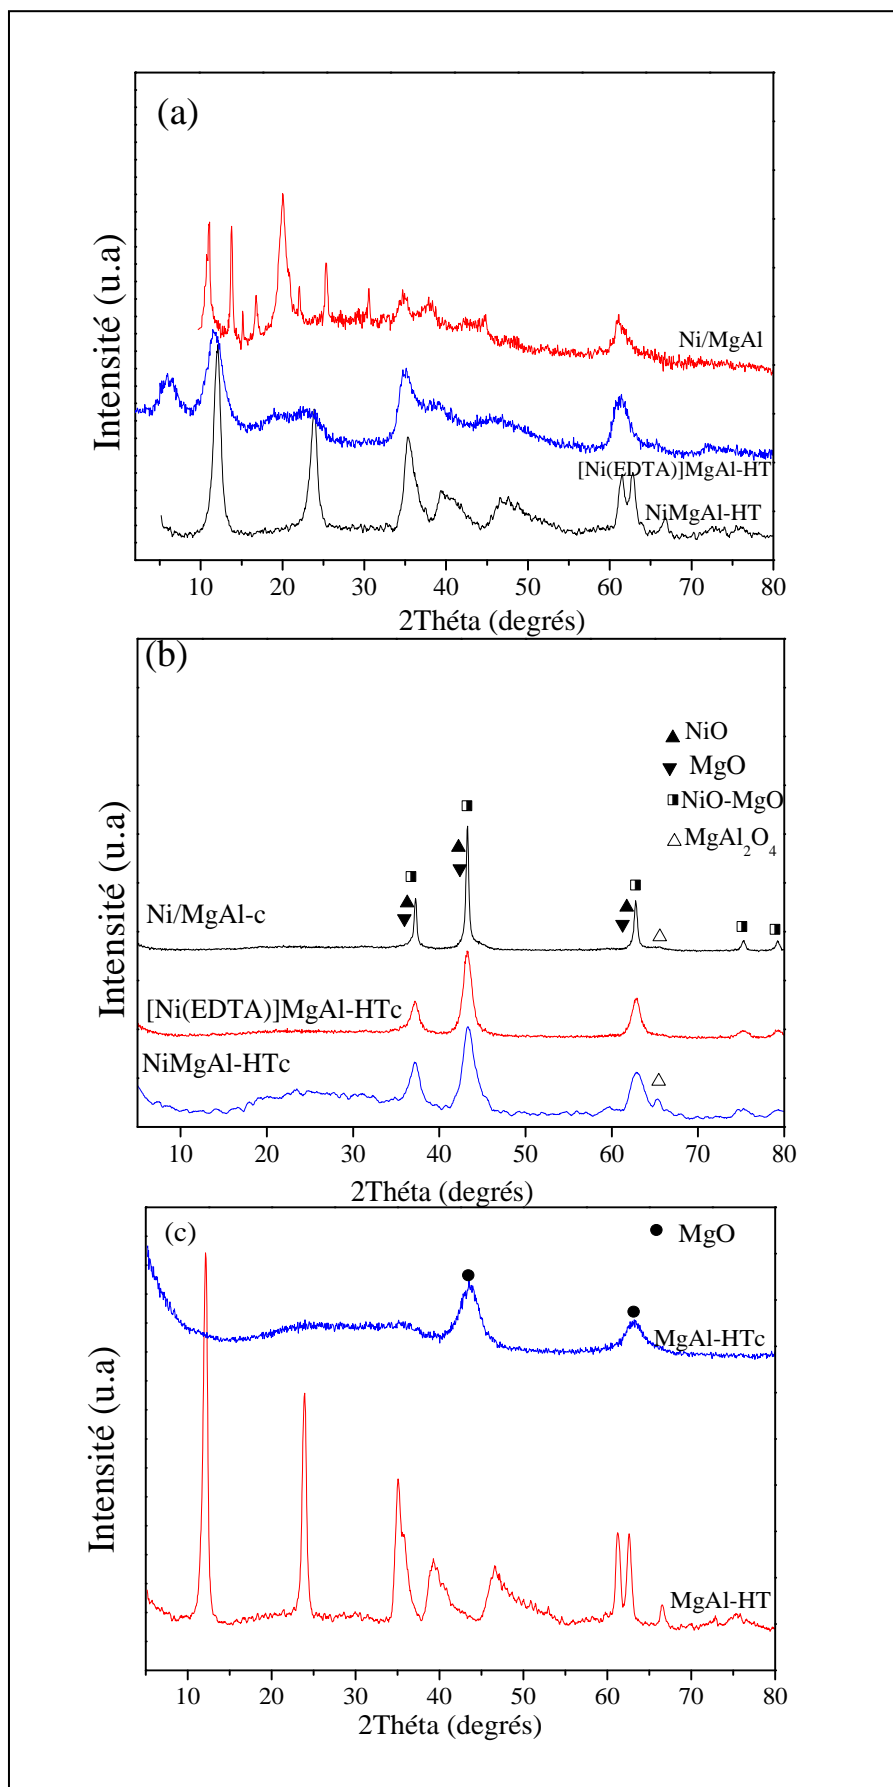 (a)
Intensité (u.a)
Ni/MgAl
[Ni(EDTA)]MgAl-HT
NiMgAl-HT
10 20 30 40 50 60 70 80
2Théta (degrés)
(b)
Intensité (u.a)
NiO
MgO
NiO-MgO
MgAl₂O₄
Ni/MgAl-c
[Ni(EDTA)]MgAl-HTc
NiMgAl-HTc
10 20 30 40 50 60 70 80
2Théta (degrés)
(c)
Intensité (u.a)
MgO
MgAl-HTc
MgAl-HT
10 20 30 40 50 60 70 80
2Théta (degrés)